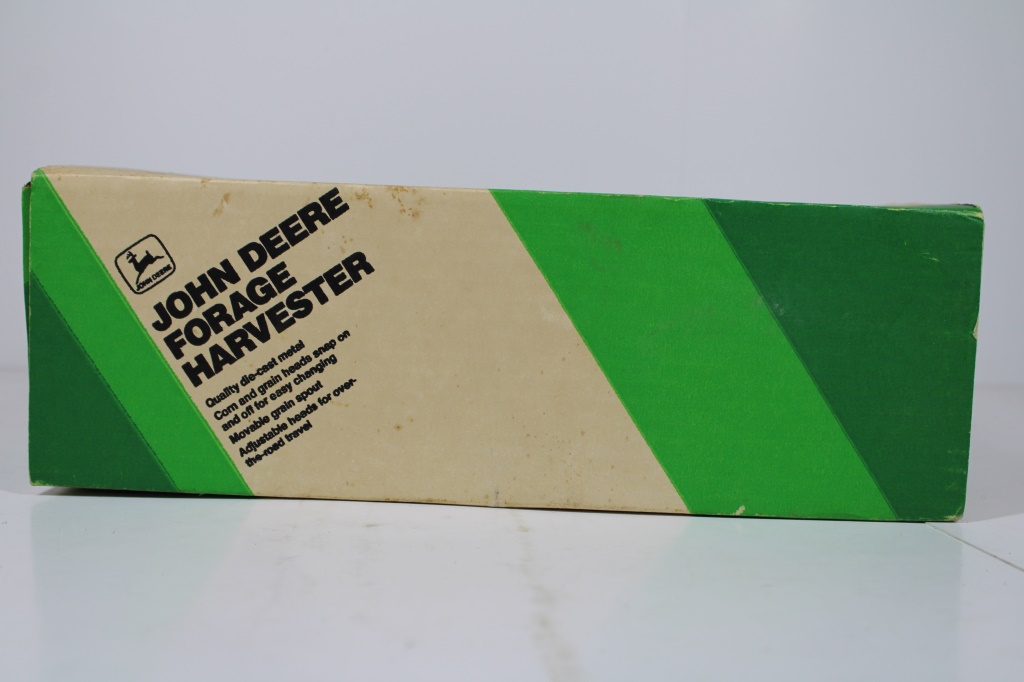 JOHN DEERE
JOHN DEERE
FORAGE
HARVESTER
Quality die-cast metal
Corn and grain heads snap on
and off for easy changing
Movable grain spout
Adjustable heads for over-
the-road travel